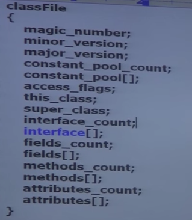 classFile
{
magic_number;
minor_version;
major_version;
constant_pool_count;
constant_pool[];
access_flags;
this_class;
super_class;
interface_count;
interface[];
fields_count;
fields[];
methods_count;
methods[];
attributes_count;
attributes[];
}